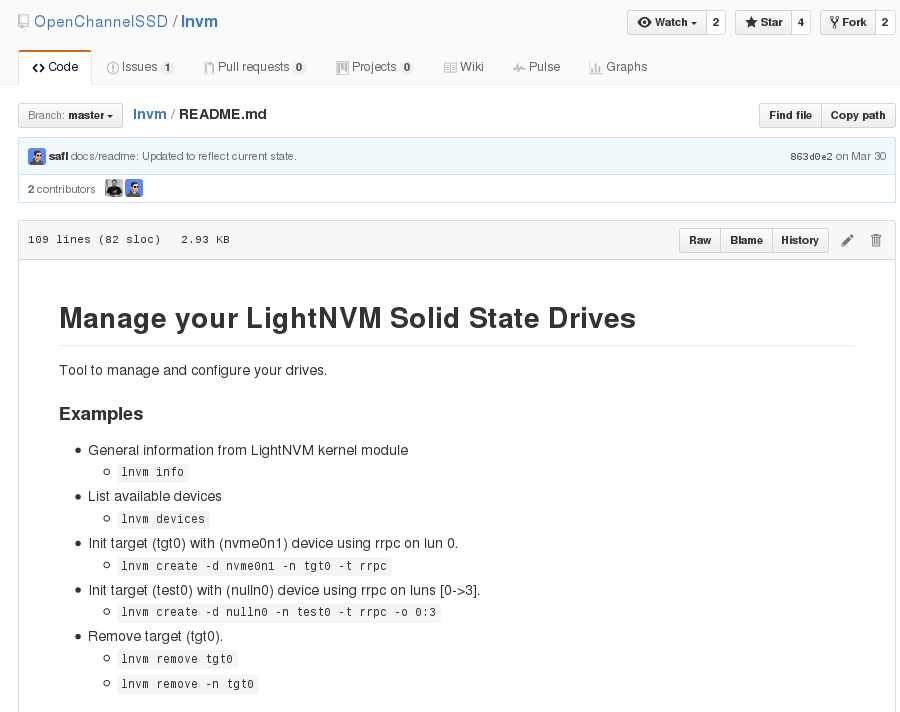 OpenChannelSSD / lnvm
Watch 2 Star 4 Fork 2
Code Issues 1 Pull requests 0 Projects 0 Wiki Pulse Graphs
Branch: master lnvm / README.md Find file Copy path
safl docs/readme: Updated to reflect current state. 863d0e2 on Mar 30
2 contributors
109 lines (82 sloc) 2.93 KB Raw Blame History
Manage your LightNVM Solid State Drives
Tool to manage and configure your drives.
Examples
• General information from LightNVM kernel module
lnvm info
• List available devices
lnvm devices
• Init target (tgt0) with (nvme0n1) device using rrpc on lun 0.
lnvm create -d nvme0n1 -n tgt0 -t rrpc
• Init target (test0) with (nulln0) device using rrpc on luns [0->3].
lnvm create -d nulln0 -n test0 -t rrpc -o 0:3
• Remove target (tgt0).
lnvm remove tgt0
lnvm remove -n tgt0